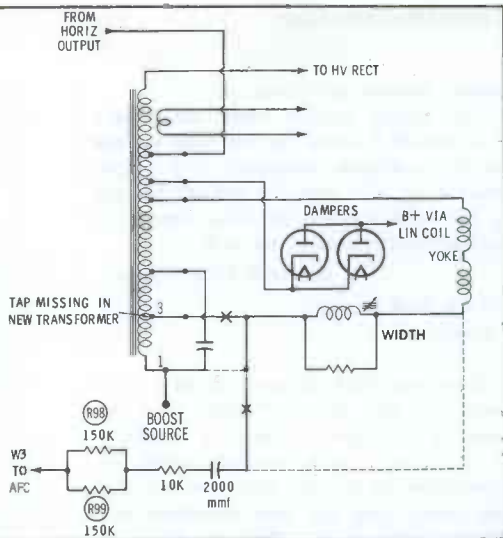 FROM
HORIZ
OUTPUT
TO HV RECT
DAMPERS
B+ VIA
LIN COIL
YOKE
TAP MISSING IN
NEW TRANSFORMER
3
WIDTH
1
BOOST
SOURCE
R98
150K
W3
TO
AFC
10K
2000
mmf
R99
150K